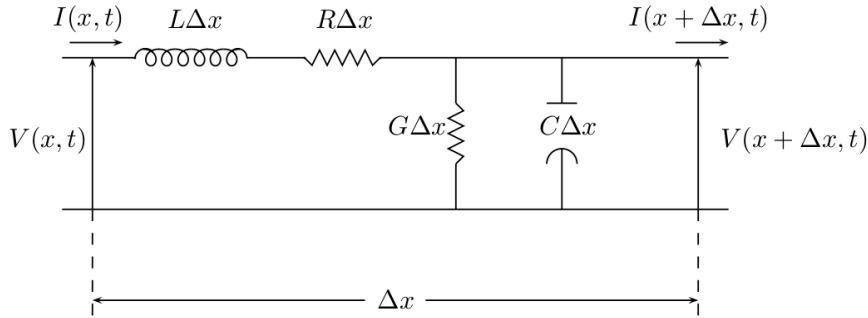 I(x, t) LΔx RΔx I(x + Δx, t)
V(x, t) GΔx CΔx V(x + Δx, t)
Δx